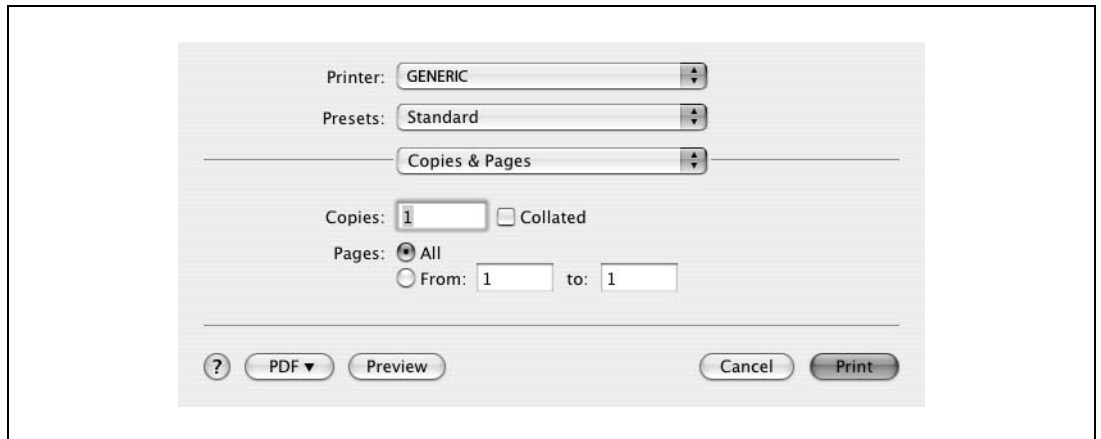 Printer: GENERIC
Presets: Standard
Copies & Pages
Copies: 1 Collated
Pages: All
From: 1 to: 1
? PDF ▼ Preview Cancel Print